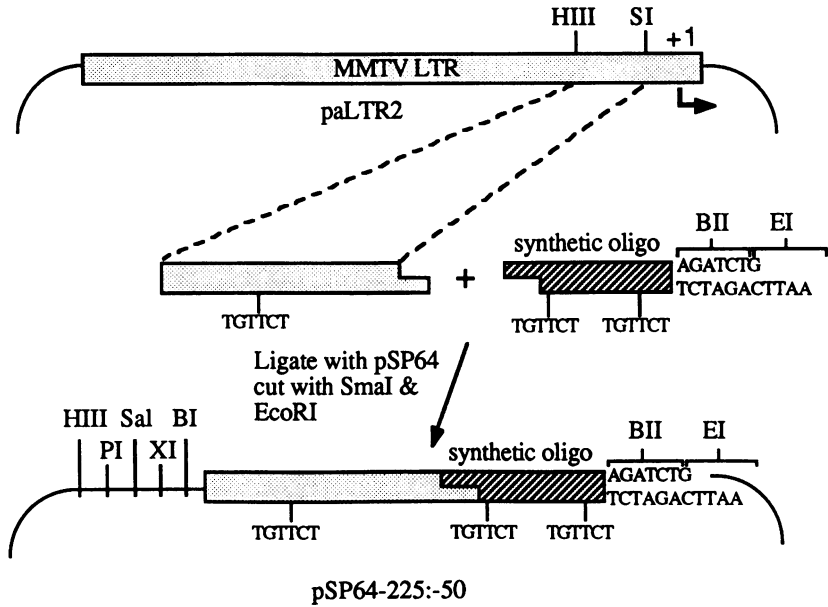 HIII SI +1
MMTV LTR
paLTR2
BII EI
synthetic oligo
AGATCTG
+
TCTAGACTTAA
TGTTCT TGTTCT TGTTCT
Ligate with pSP64
cut with SmaI &
EcoRI
HIII Sal BI
PI XI
BII EI
synthetic oligo
AGATCTG
TCTAGACTTAA
TGTTCT TGTTCT TGTTCT
pSP64-225:-50